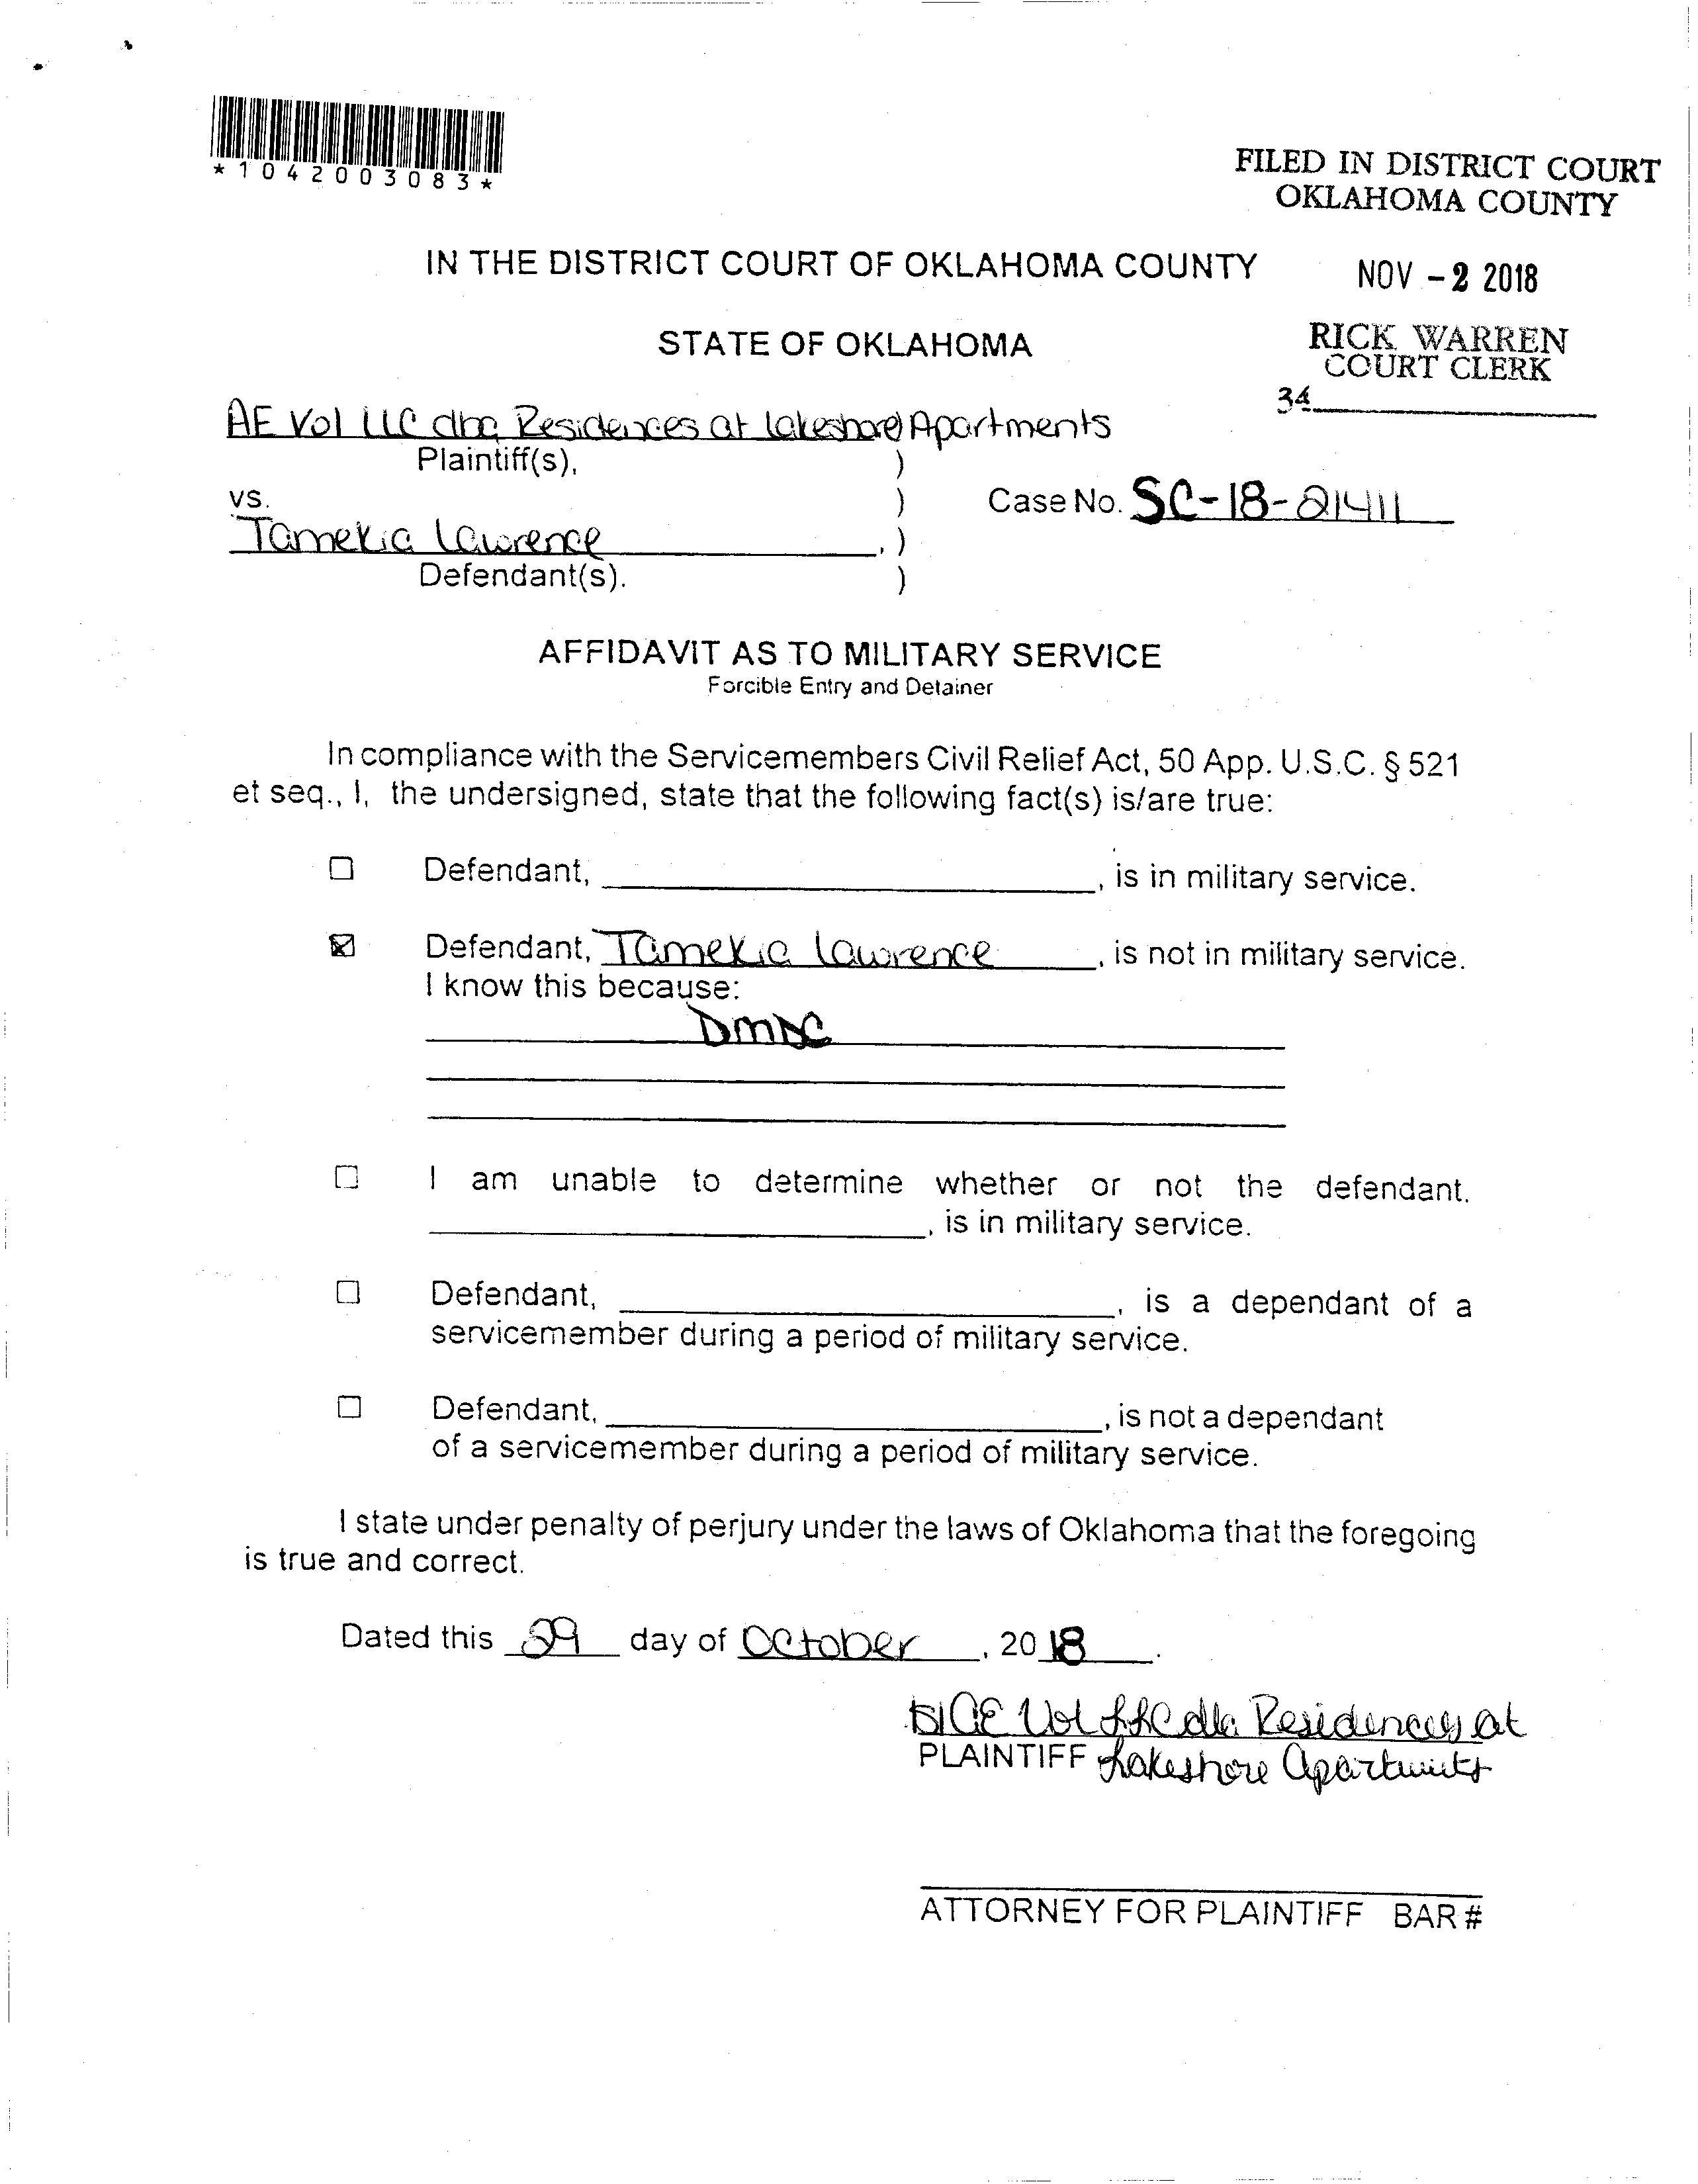 *1042003083*
FILED IN DISTRICT COURT
OKLAHOMA COUNTY
IN THE DISTRICT COURT OF OKLAHOMA COUNTY
NOV - 2 2018
STATE OF OKLAHOMA
RICK WARREN
COURT CLERK
34
AE Vol LLC dba Residences at Lakeshore Apartments
Plaintiff(s), )
vs. )
Case No. SC-18-21411
Tamekia Lawrence , )
Defendant(s). )
AFFIDAVIT AS TO MILITARY SERVICE
Forcible Entry and Detainer
In compliance with the Servicemembers Civil Relief Act, 50 App. U.S.C. § 521
et seq., I, the undersigned, state that the following fact(s) is/are true:
☐ Defendant, , is in military service.
☒ Defendant, Tamekia Lawrence , is not in military service.
I know this because:
DMDC
☐ I am unable to determine whether or not the defendant.
, is in military service.
☐ Defendant, , is a dependant of a
servicemember during a period of military service.
☐ Defendant, , is not a dependant
of a servicemember during a period of military service.
I state under penalty of perjury under the laws of Oklahoma that the foregoing
is true and correct.
Dated this 29 day of October , 2018 .
AE Vol LLC dba Residences at
PLAINTIFF Lakeshore Apartments
ATTORNEY FOR PLAINTIFF BAR #